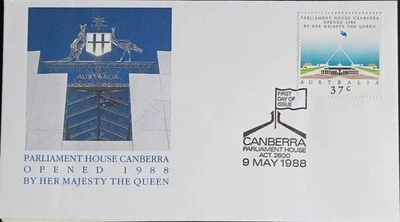 AUSTRALIA
PARLIAMENT HOUSE CANBERRA
OPENED 1988
BY HER MAJESTY THE QUEEN
PARLIAMENT HOUSE CANBERRA
OPENED 1988
BY HER MAJESTY THE QUEEN
AUSTRALIA
37c
FIRST
DAY OF
ISSUE
CANBERRA
PARLIAMENT HOUSE
ACT. 2600
9 MAY 1988